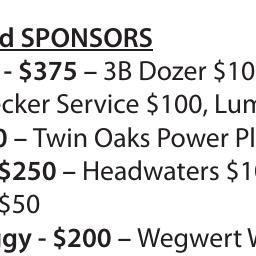 d SPONSORS
- $375 – 3B Dozer $10
cker Service $100, Lum
0 – Twin Oaks Power Pl
$250 – Headwaters $1
$50
ggy - $200 – Wegwert